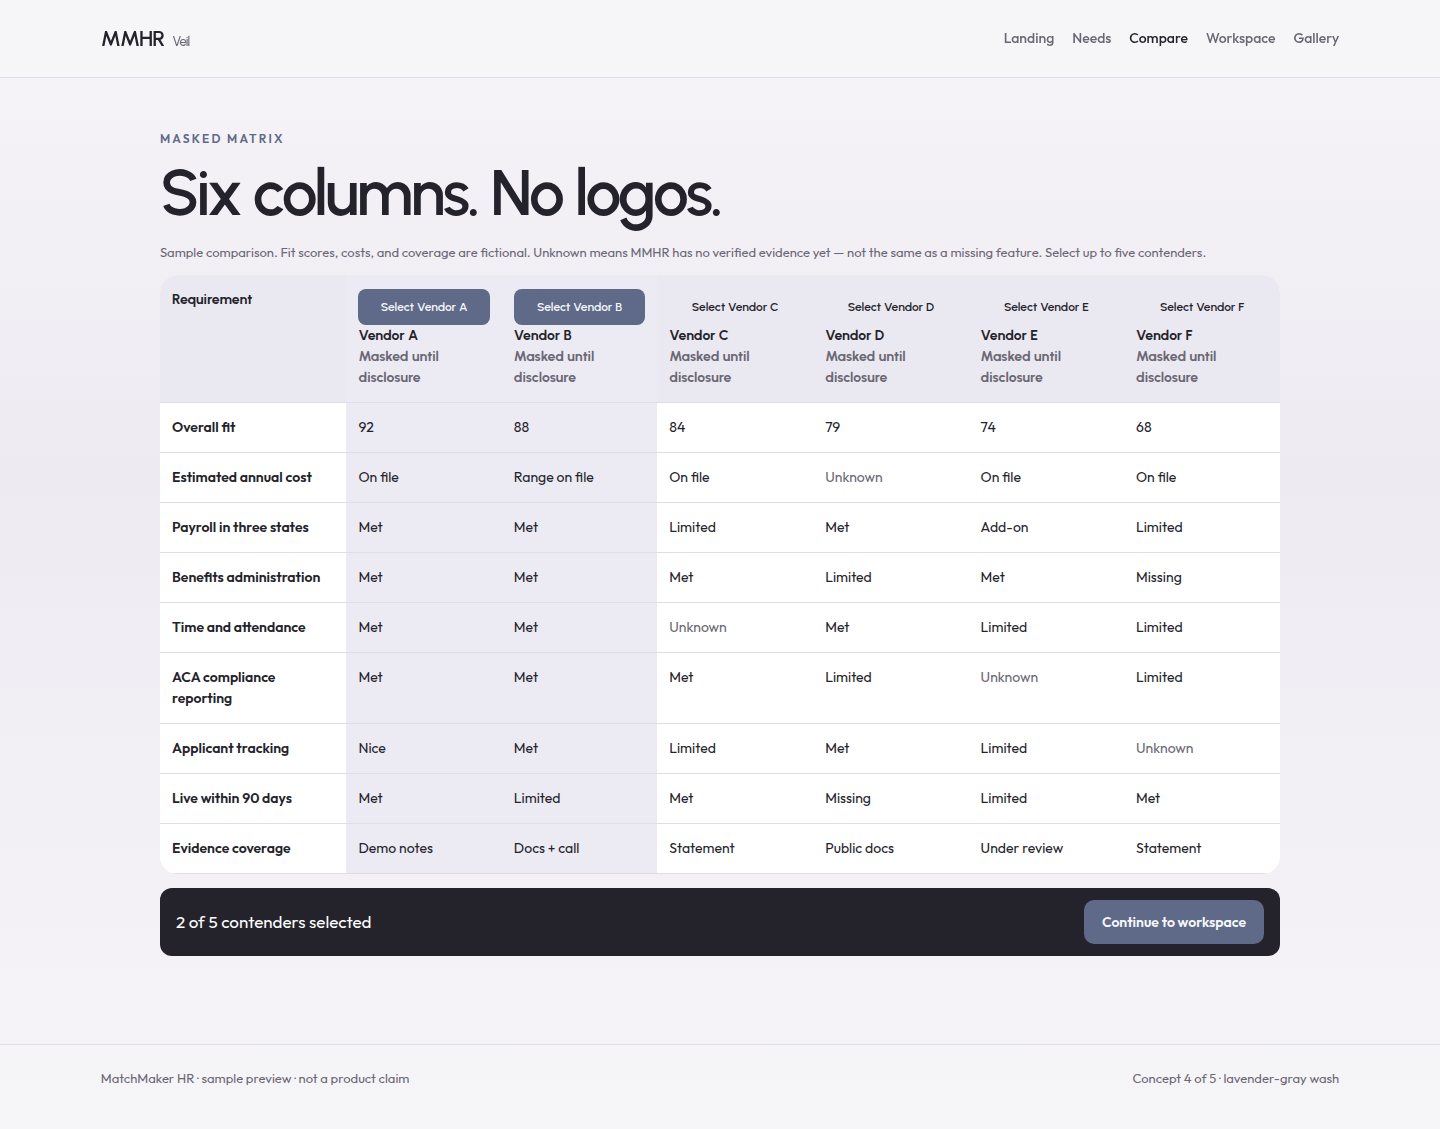 MMHR Veil
Landing Needs Compare Workspace Gallery
MASKED MATRIX
Six columns. No logos.
Sample comparison. Fit scores, costs, and coverage are fictional. Unknown means MMHR has no verified evidence yet — not the same as a missing feature. Select up to five contenders.
Requirement Select Vendor A Select Vendor B Select Vendor C Select Vendor D Select Vendor E Select Vendor F
Vendor A Vendor B Vendor C Vendor D Vendor E Vendor F
Masked until Masked until Masked until Masked until Masked until Masked until
disclosure disclosure disclosure disclosure disclosure disclosure
Overall fit 92 88 84 79 74 68
Estimated annual cost On file Range on file On file Unknown On file On file
Payroll in three states Met Met Limited Met Add-on Limited
Benefits administration Met Met Met Limited Met Missing
Time and attendance Met Met Unknown Met Limited Limited
ACA compliance Met Met Met Limited Unknown Limited
reporting
Applicant tracking Nice Met Limited Met Limited Unknown
Live within 90 days Met Limited Met Missing Limited Met
Evidence coverage Demo notes Docs + call Statement Public docs Under review Statement
2 of 5 contenders selected Continue to workspace
MatchMaker HR · sample preview · not a product claim Concept 4 of 5 · lavender-gray wash